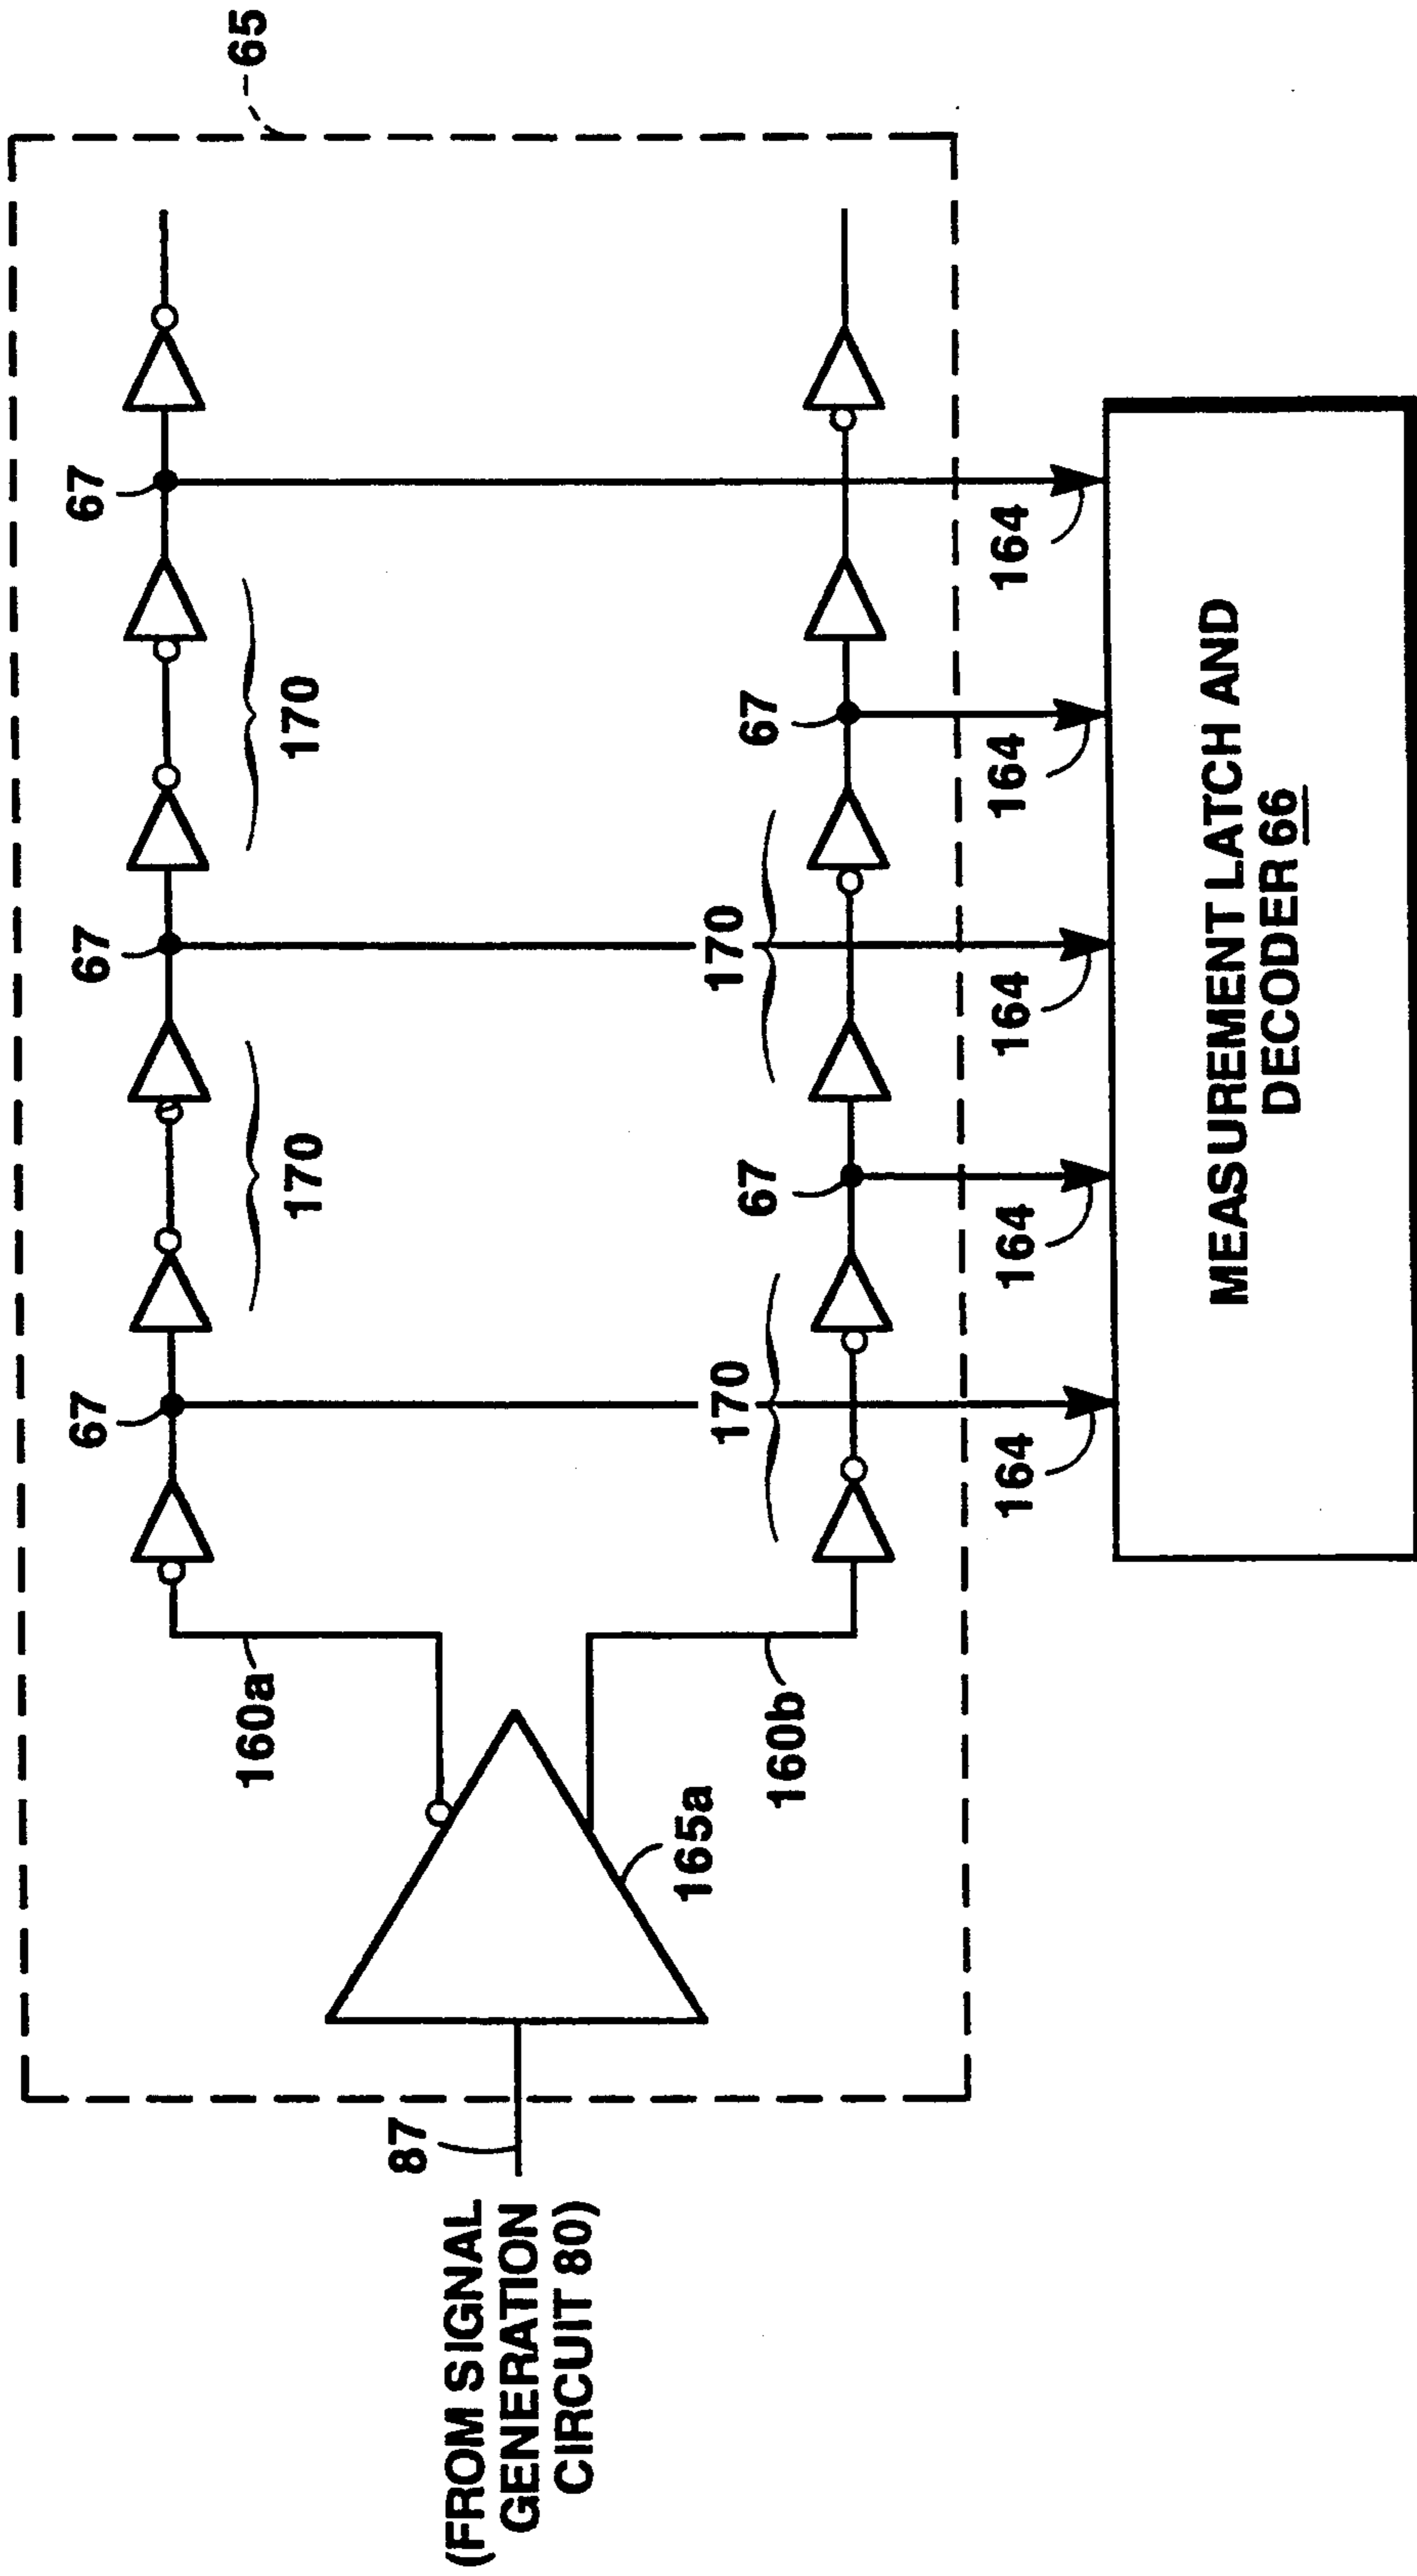 65
67
67
67
170
170
160a
87
(FROM SIGNAL
GENERATION
CIRCUIT 80)
165a
160b
170
170
67
67
164
164
164
164
164
MEASUREMENT LATCH AND
DECODER 66